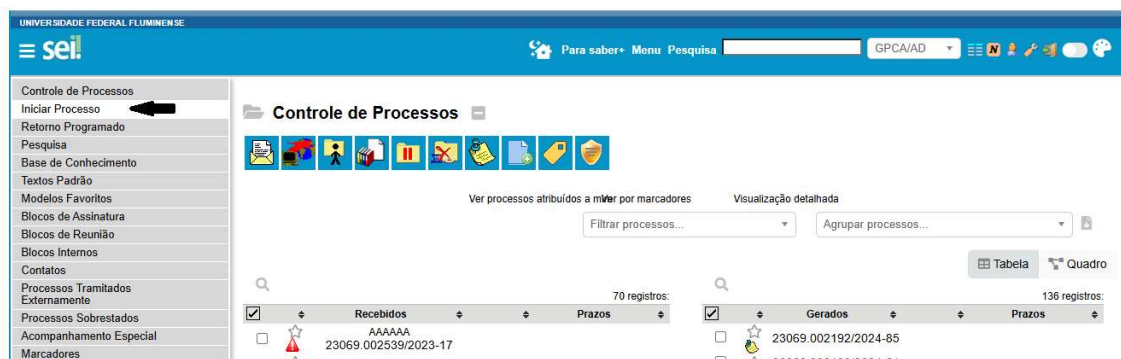 UNIVERSIDADE FEDERAL FLUMINENSE
sei!
Para saber+ Menu Pesquisa
GPCA/AD
N
Controle de Processos
Iniciar Processo
Retorno Programado
Pesquisa
Base de Conhecimento
Textos Padrão
Modelos Favoritos
Blocos de Assinatura
Blocos de Reunião
Blocos Internos
Contatos
Processos Tramitados
Externamente
Processos Sobrestados
Acompanhamento Especial
Marcadores
Controle de Processos
Ver processos atribuídos a mim
Ver por marcadores
Visualização detalhada
Filtrar processos...
Agrupar processos...
Tabela
Quadro
70 registros:
Recebidos
Prazos
AAAAAA
23069.002539/2023-17
136 registros:
Gerados
Prazos
23069.002192/2024-85